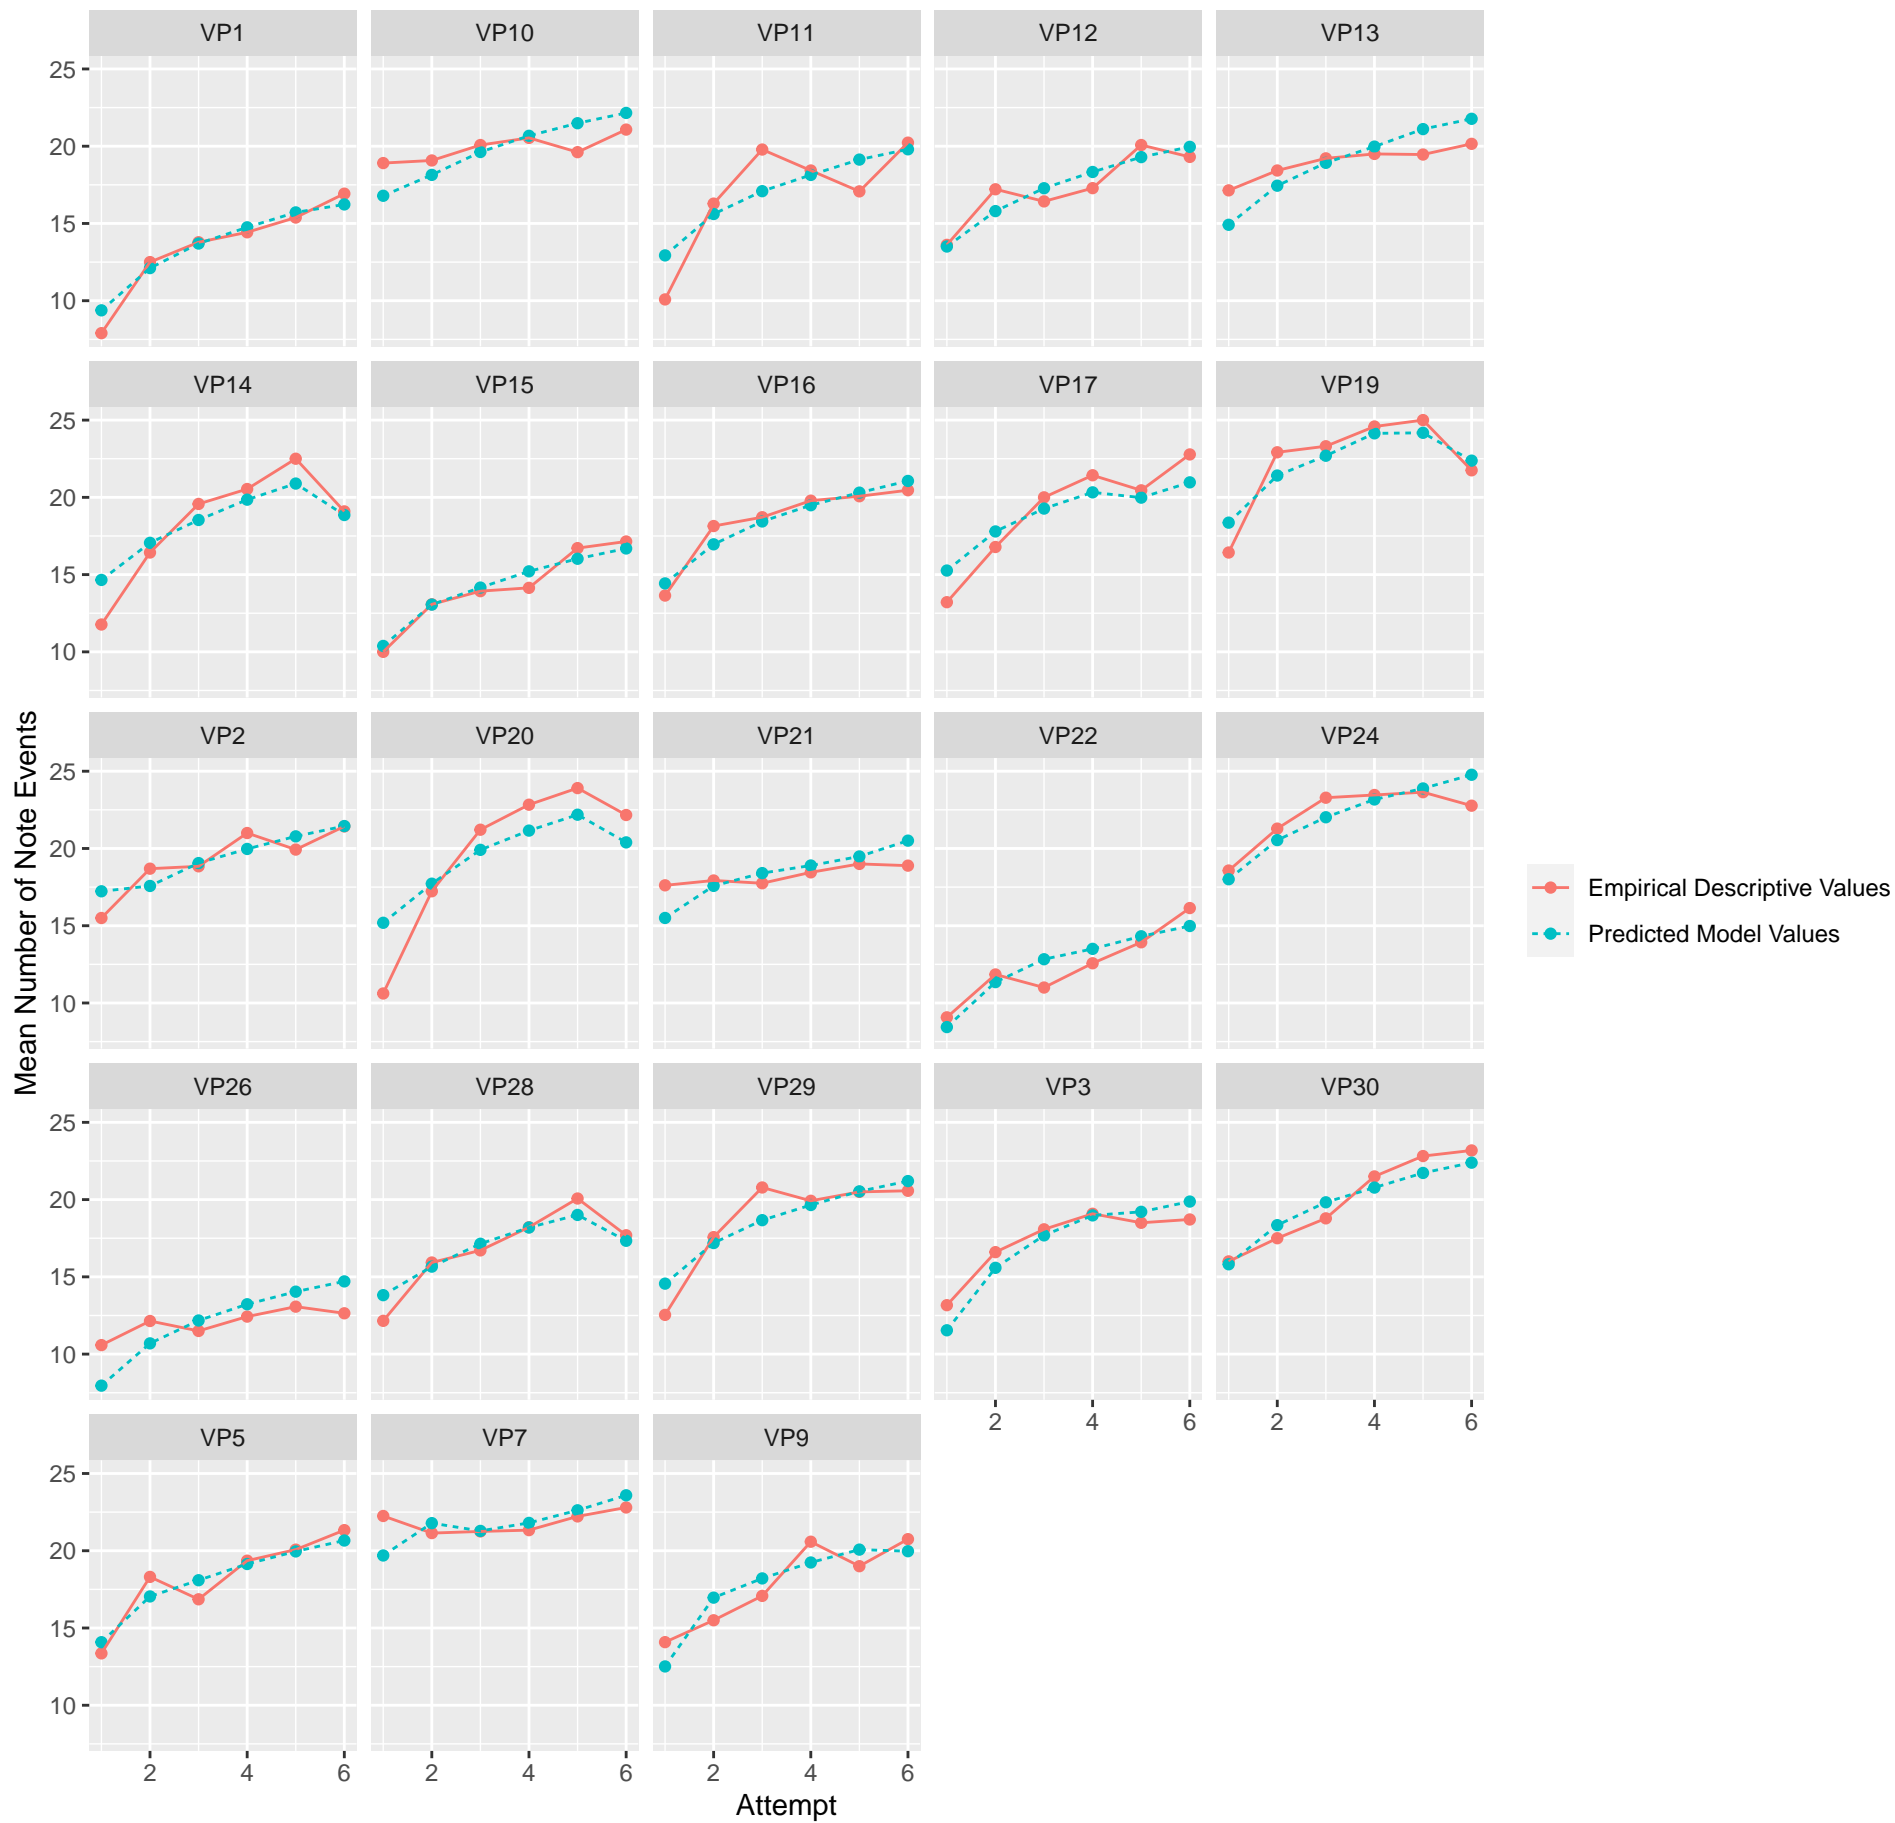 VP1 VP10 VP11 VP12 VP13
25
20
15
10
VP14 VP15 VP16 VP17 VP19
25
20
15
10
VP2 VP20 VP21 VP22 VP24
25
20
15
10
Mean Number of Note Events
Empirical Descriptive Values
Predicted Model Values
VP26 VP28 VP29 VP3 VP30
25
20
15
10
2 4 6 2 4 6
VP5 VP7 VP9
25
20
15
10
2 4 6 2 4 6 2 4 6
Attempt